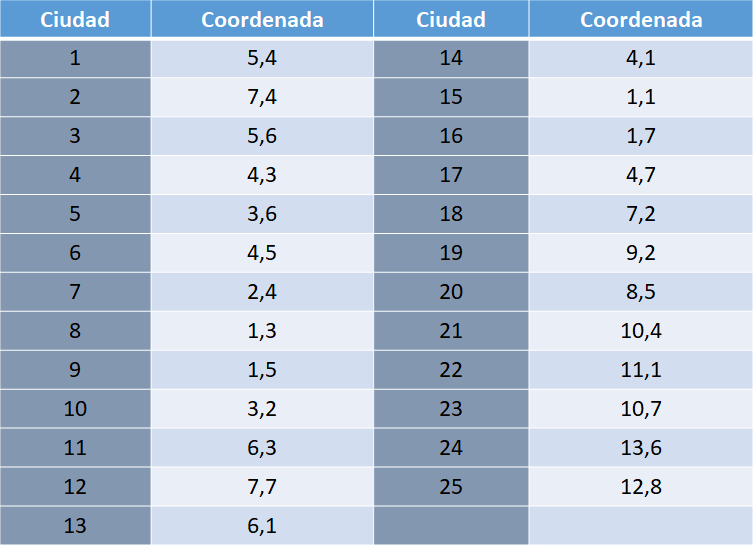 Ciudad Coordenada Ciudad Coordenada
1 5,4 14 4,1
2 7,4 15 1,1
3 5,6 16 1,7
4 4,3 17 4,7
5 3,6 18 7,2
6 4,5 19 9,2
7 2,4 20 8,5
8 1,3 21 10,4
9 1,5 22 11,1
10 3,2 23 10,7
11 6,3 24 13,6
12 7,7 25 12,8
13 6,1